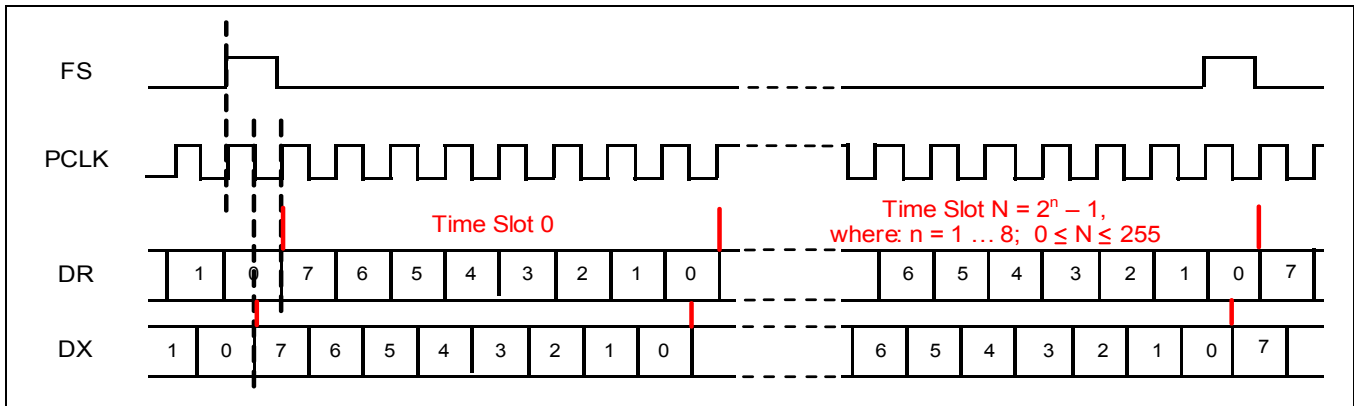 FS
PCLK
Time Slot 0
Time Slot N = 2ⁿ – 1,
where: n = 1 ... 8; 0 ≤ N ≤ 255
DR 1 0 7 6 5 4 3 2 1 0 6 5 4 3 2 1 0 7
DX 1 0 7 6 5 4 3 2 1 0 6 5 4 3 2 1 0 7